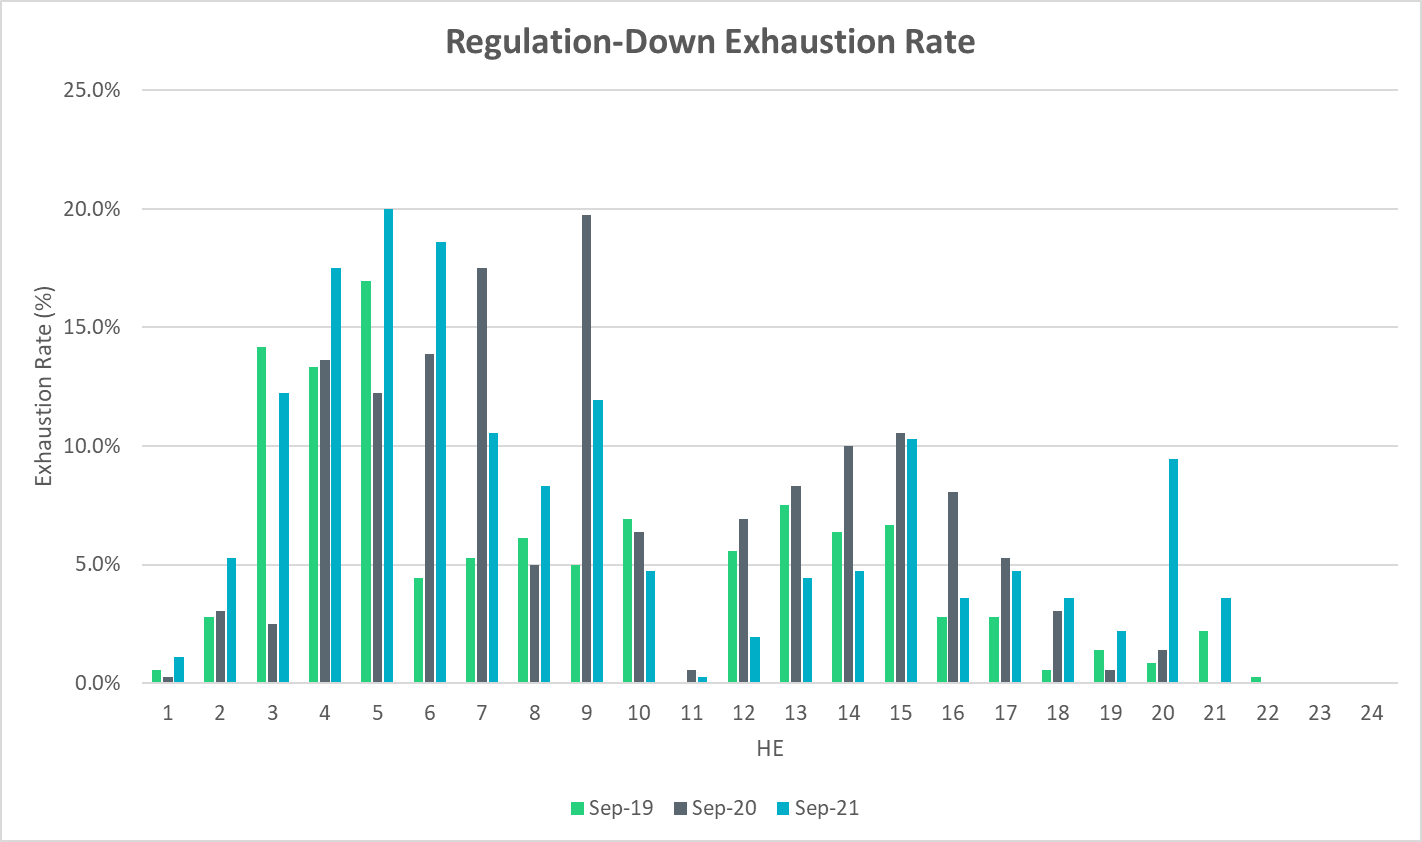 Regulation-Down Exhaustion Rate
25.0%
20.0%
15.0%
10.0%
5.0%
0.0%
Exhaustion Rate (%)
1 2 3 4 5 6 7 8 9 10 11 12 13 14 15 16 17 18 19 20 21 22 23 24
HE
Sep-19 Sep-20 Sep-21